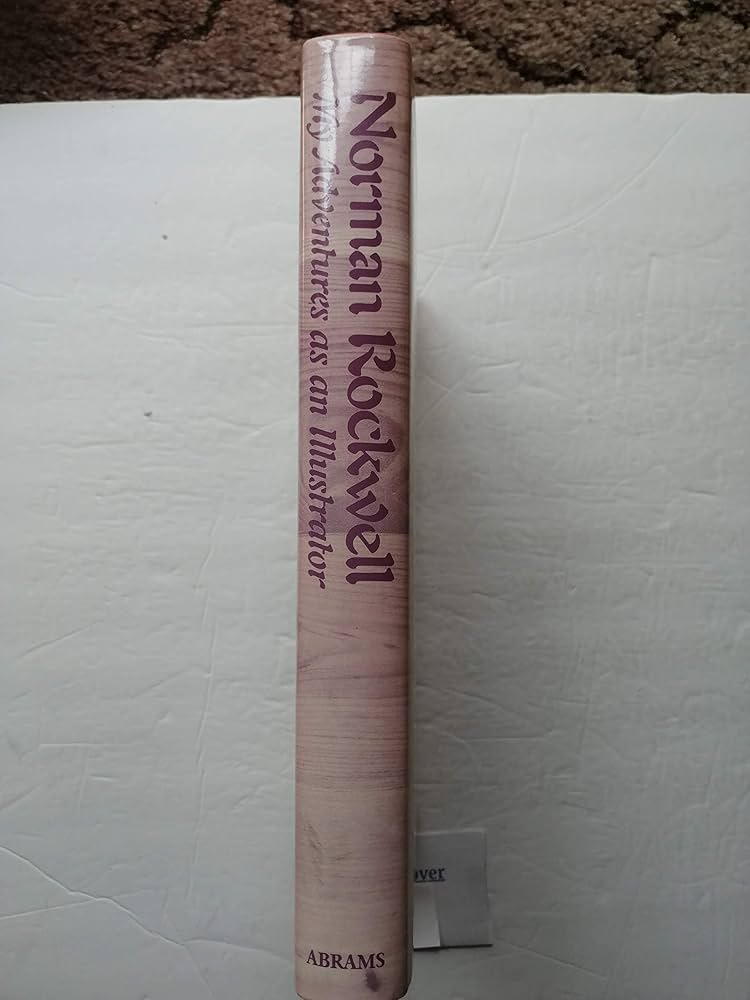 Norman Rockwell
My Adventures as an Illustrator
ABRAMS
over